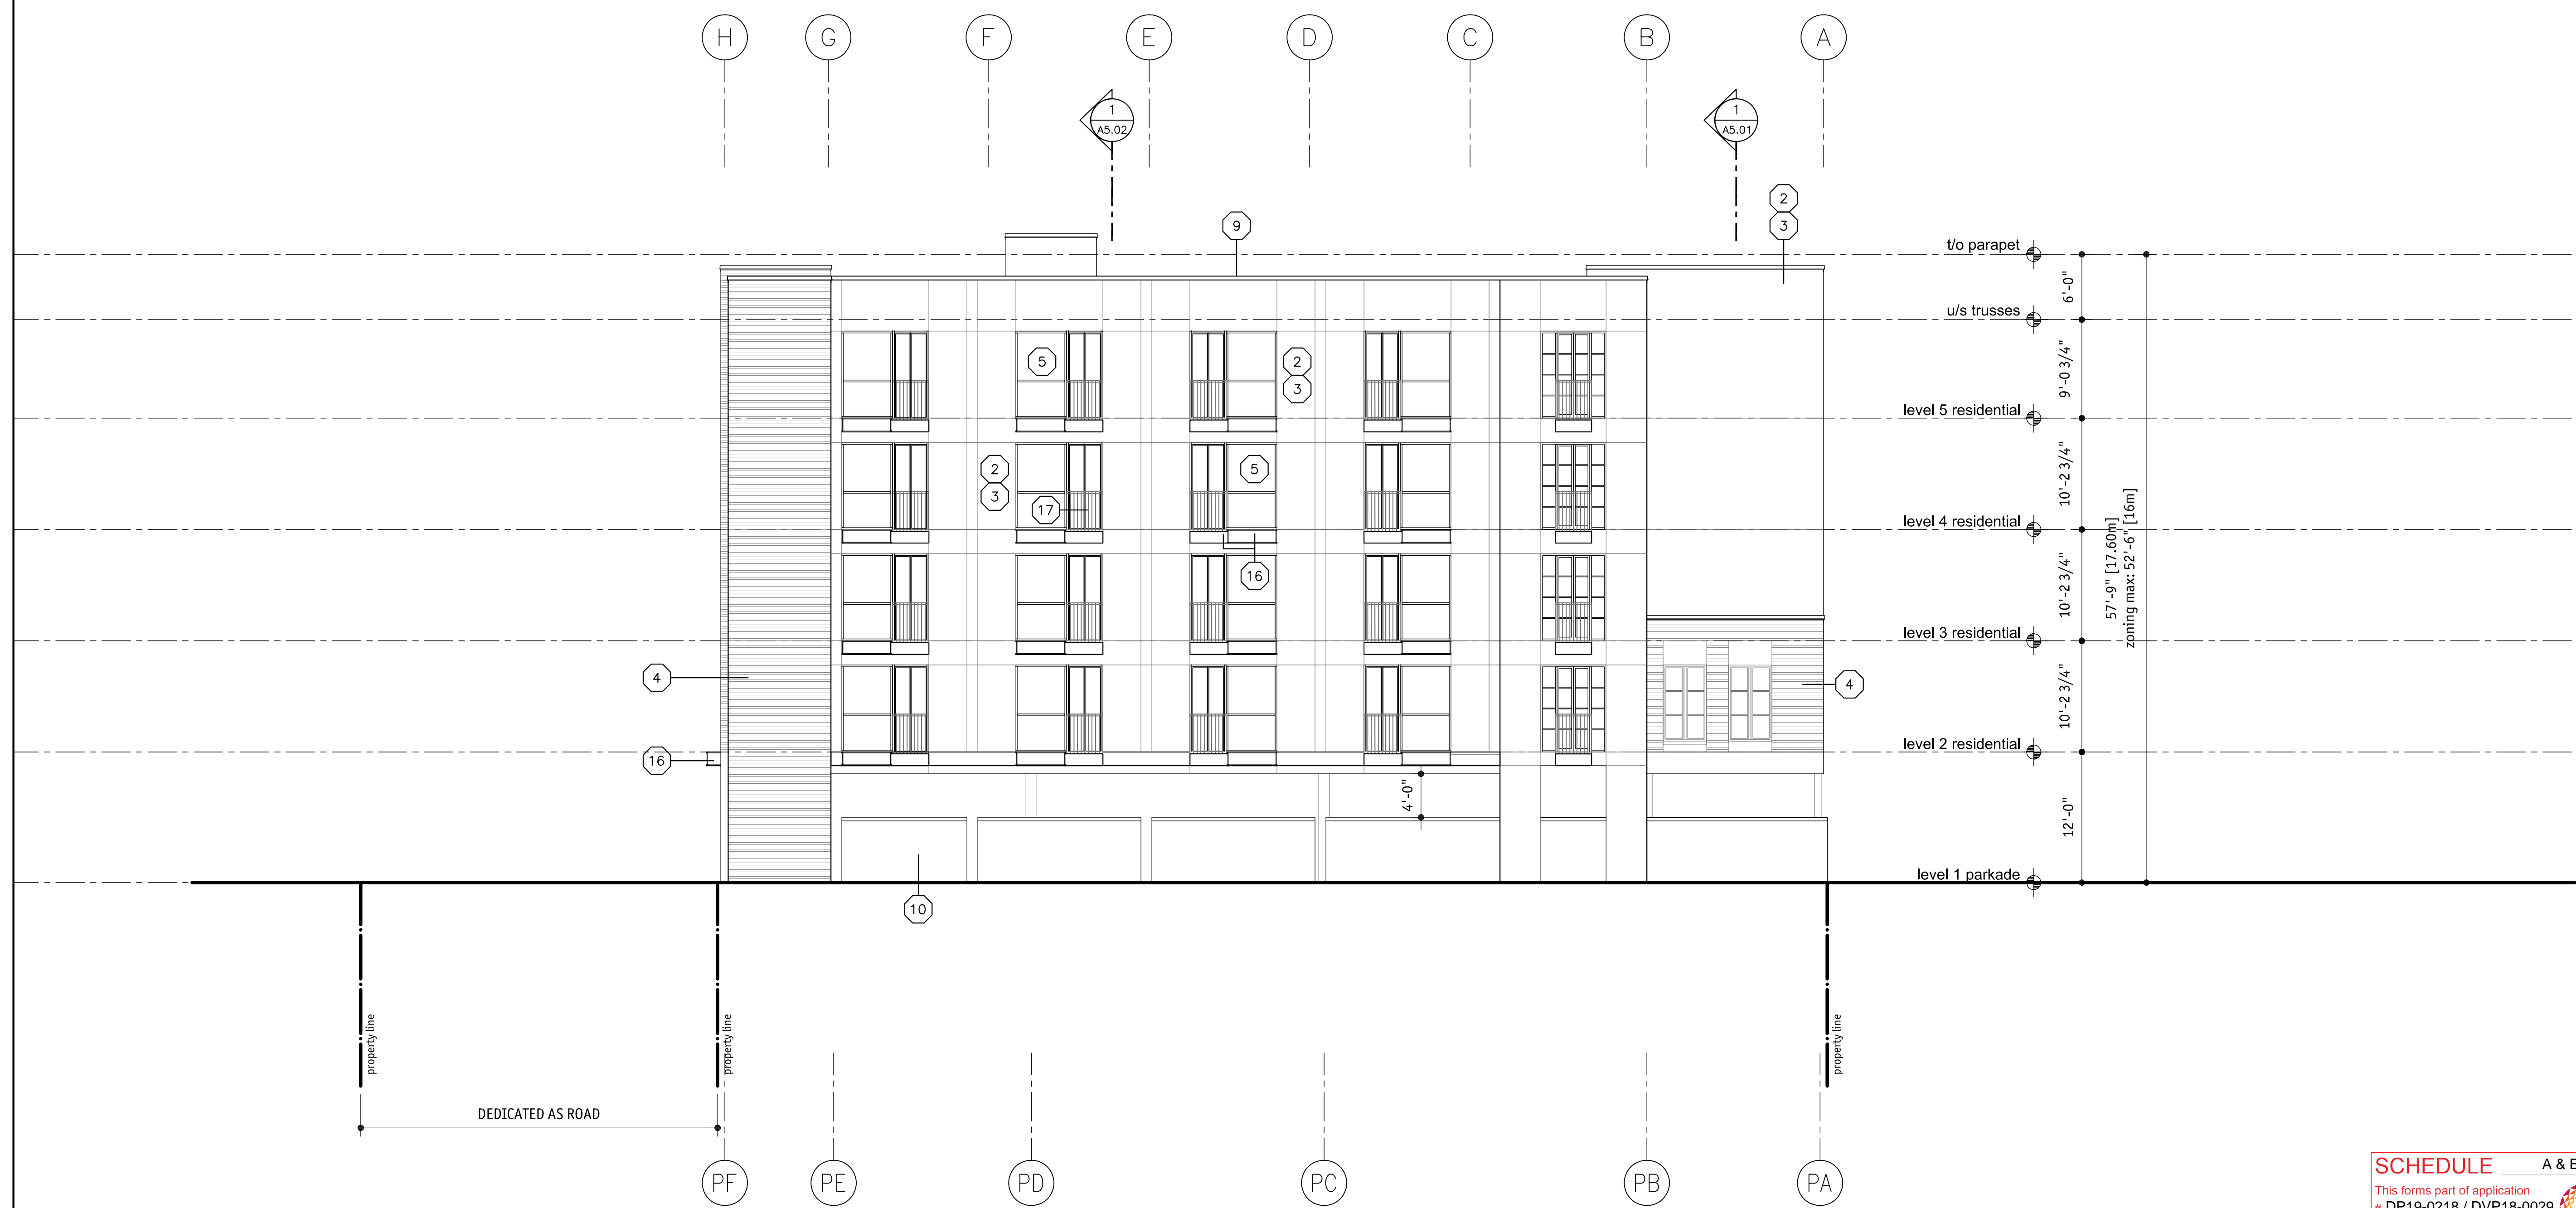 H
G
F
E
D
C
B
A
1
A5.02
1
A5.01
2
3
9
t/o parapet
6'-0"
u/s trusses
5
2
3
9'-0 3/4"
level 5 residential
2
3
5
17
10'-2 3/4"
level 4 residential
16
10'-2 3/4"
57'-9" [17.60m]
zoning max: 52'-6" [16m]
level 3 residential
4
4
10'-2 3/4"
level 2 residential
16
4'-0"
12'-0"
level 1 parkade
10
property line
property line
property line
DEDICATED AS ROAD
PF
PE
PD
PC
PB
PA
SCHEDULE A &
This forms part of application
# DP19-0218 / DVP18-0029